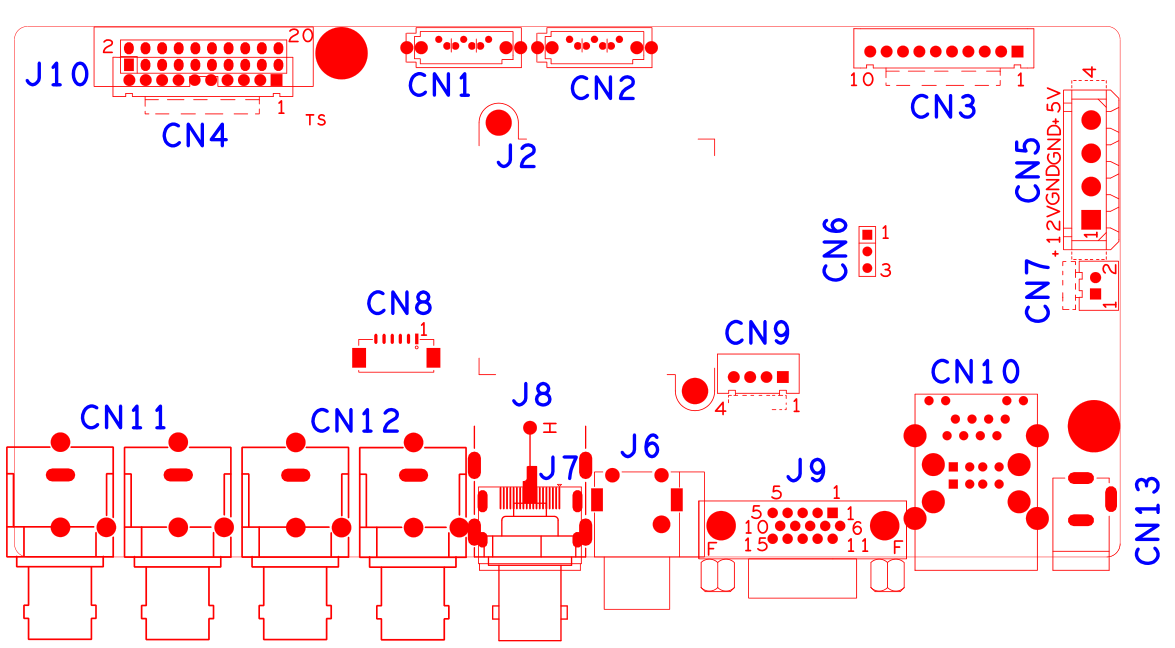 2
20
J10
CN1
CN2
10
1
CN3
4
1
TS
CN4
J2
+12VGNDGND+5V
CN5
1
CN6
1
3
2
1
CN7
CN8
1
CN9
4
1
CN10
J8
H
CN11
CN12
J6
J7
J9
5
1
5
1
10
6
15
11
F
F
CN13